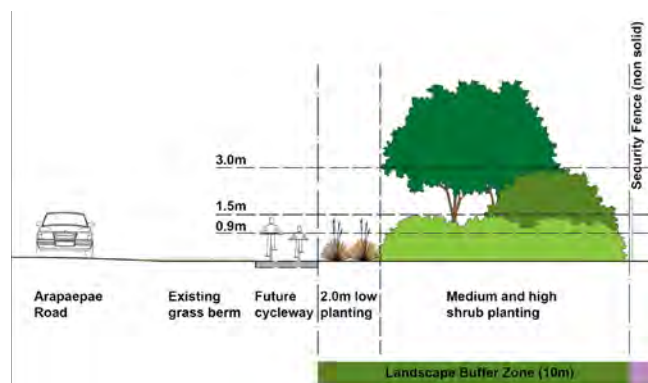 Security Fence (non solid)
3.0m
1.5m
0.9m
Arapaepae
Road
Existing
grass berm
Future
cycleway
2.0m low
planting
Medium and high
shrub planting
Landscape Buffer Zone (10m)